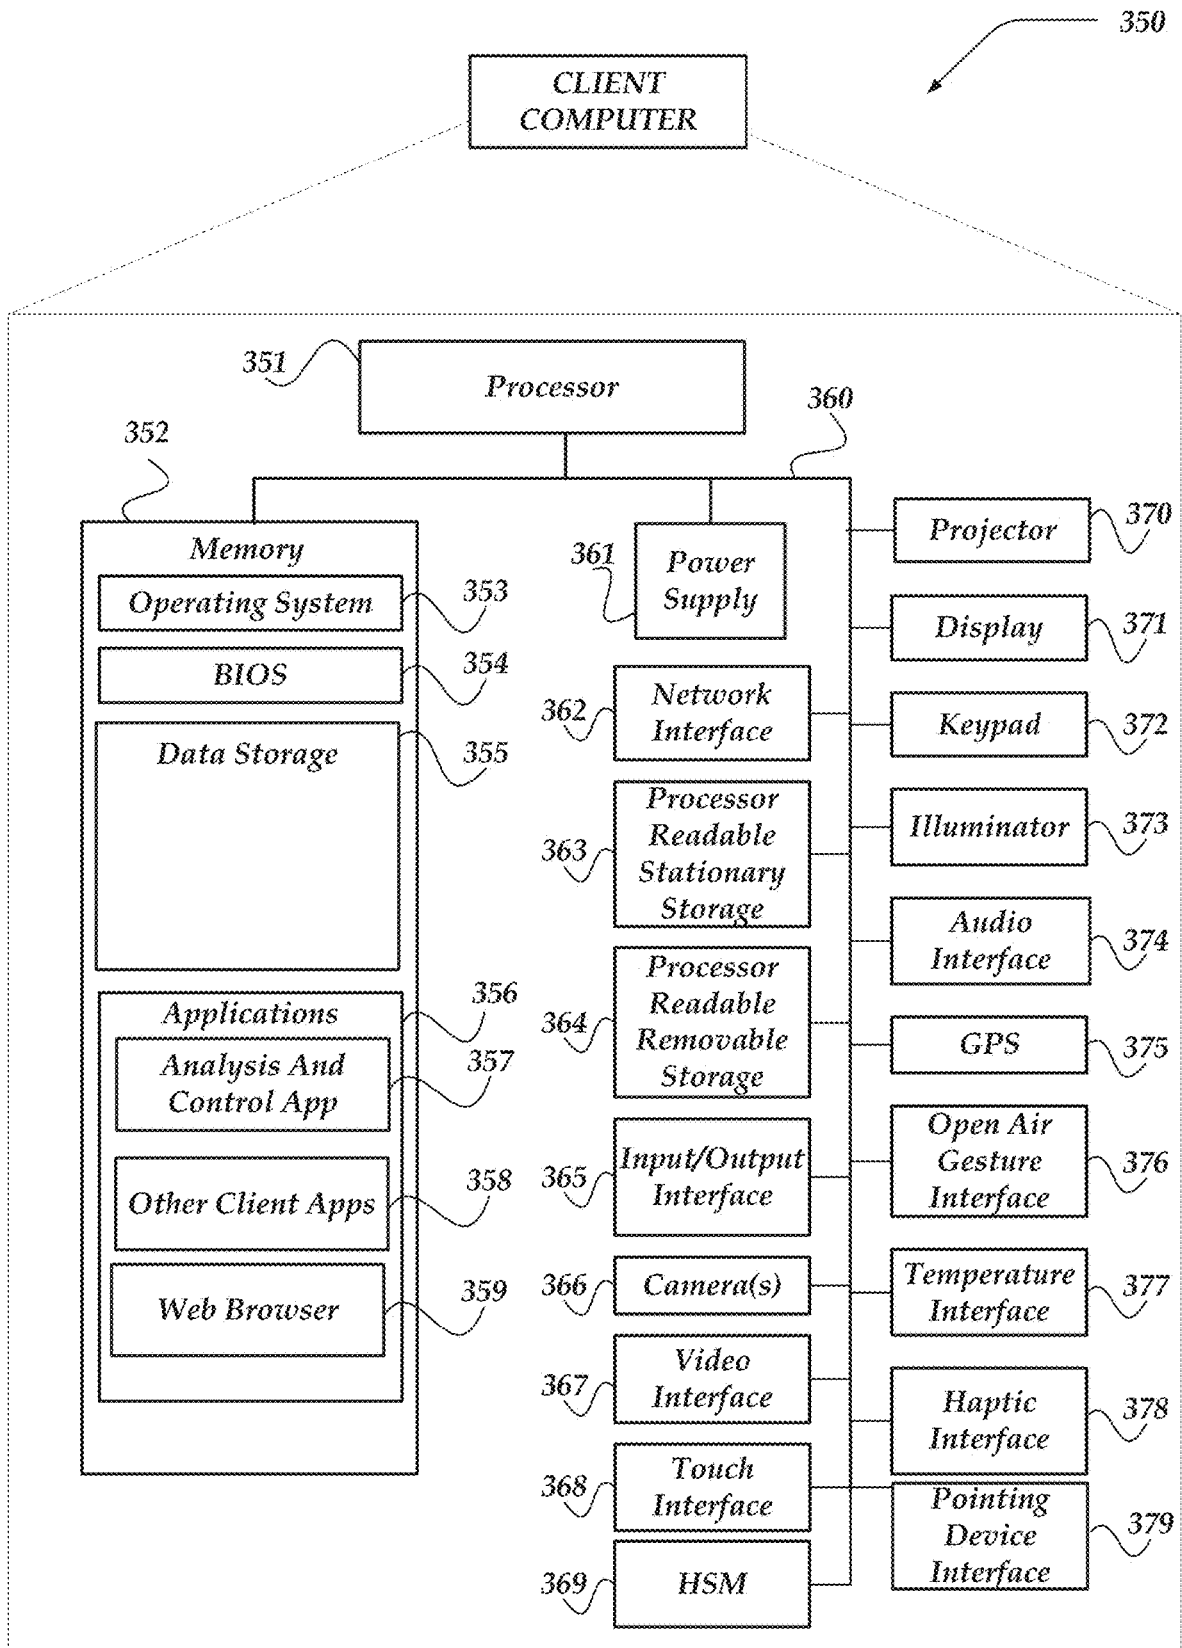 350
CLIENT
COMPUTER
351
Processor
360
352
Memory
Operating System
353
BIOS
354
Data Storage
355
Applications
356
Analysis And
Control App
357
Other Client Apps
358
Web Browser
359
361
Power
Supply
362
Network
Interface
363
Processor
Readable
Stationary
Storage
364
Processor
Readable
Removable
Storage
365
Input/Output
Interface
366
Camera(s)
367
Video
Interface
368
Touch
Interface
369
HSM
Projector
370
Display
371
Keypad
372
Illuminator
373
Audio
Interface
374
GPS
375
Open Air
Gesture
Interface
376
Temperature
Interface
377
Haptic
Interface
378
Pointing
Device
Interface
379